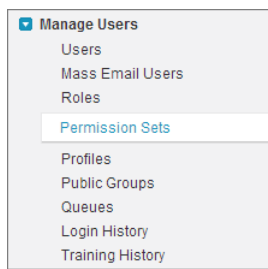 Manage Users
Users
Mass Email Users
Roles
Permission Sets
Profiles
Public Groups
Queues
Login History
Training History